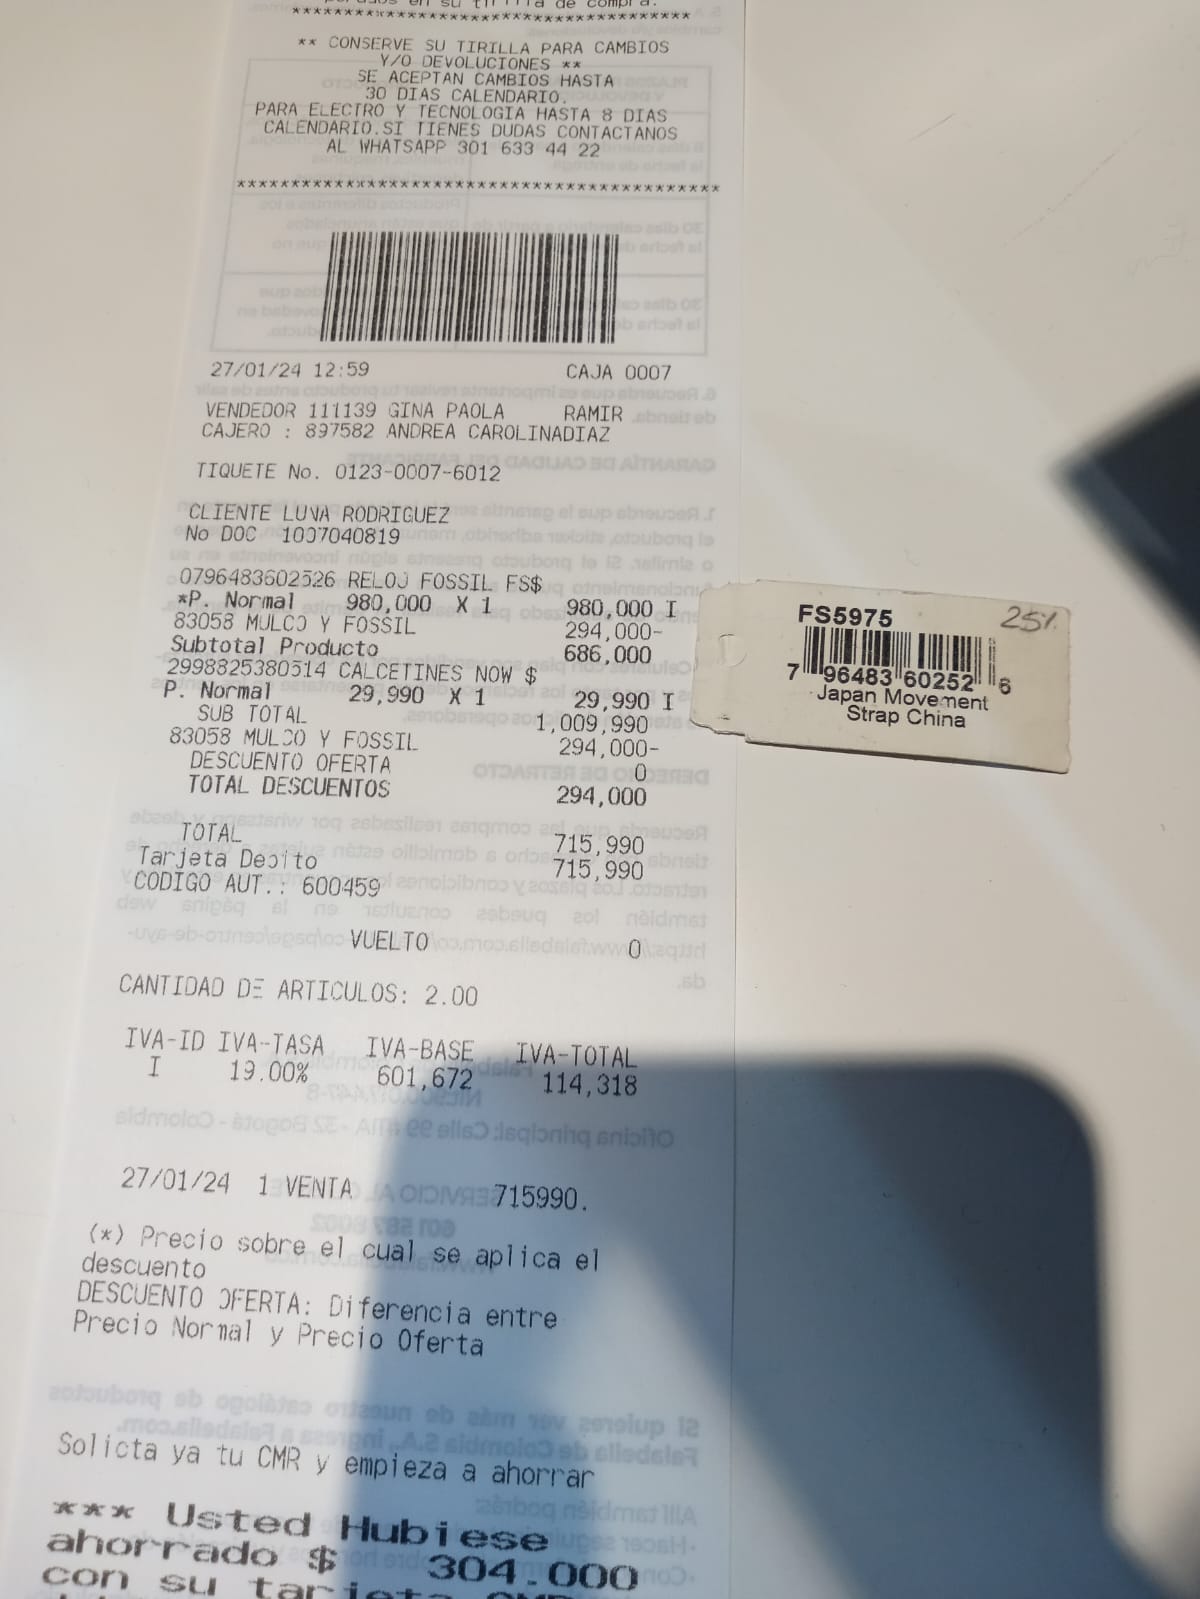 en su tirilla de compra.
** CONSERVE SU TIRILLA PARA CAMBIOS
Y/O DEVOLUCIONES **
SE ACEPTAN CAMBIOS HASTA
30 DIAS CALENDARIO.
PARA ELECTRO Y TECNOLOGIA HASTA 8 DIAS
CALENDARIO.SI TIENES DUDAS CONTACTANOS
AL WHATSAPP 301 633 44 22
27/01/24 12:59 CAJA 0007
VENDEDOR 111139 GINA PAOLA RAMIR
CAJERO : 897582 ANDREA CAROLINADIAZ
TIQUETE No. 0123-0007-6012
CLIENTE LUNA RODRIGUEZ
No DOC 1007040819
0796483602526 RELOJ FOSSIL FS$
*P. Normal 980,000 X 1 980,000 I
83058 MULCO Y FOSSIL 294,000-
Subtotal Producto 686,000
2998825380514 CALCETINES NOW $
P. Normal 29,990 X 1 29,990 I
SUB TOTAL 1,009,990
83058 MULCO Y FOSSIL 294,000-
DESCUENTO OFERTA 0
TOTAL DESCUENTOS 294,000
TOTAL 715,990
Tarjeta Debito 715,990
CODIGO AUT.: 600459
VUELTO 0
CANTIDAD DE ARTICULOS: 2.00
IVA-ID IVA-TASA IVA-BASE IVA-TOTAL
I 19.00% 601,672 114,318
27/01/24 1 VENTA 715990.
(*) Precio sobre el cual se aplica el
descuento
DESCUENTO OFERTA: Diferencia entre
Precio Normal y Precio Oferta
Solicta ya tu CMR y empieza a ahorrar
*** Usted Hubiese
ahorrado $ 304.000
con su
FS5975 25%
7 96483 60252 6
Japan Movement
Strap China